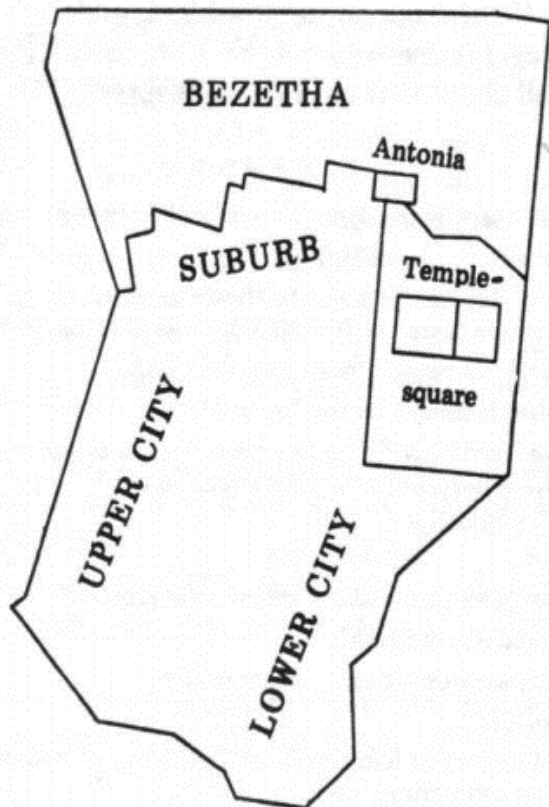 BEZETHA
Antonia
SUBURB
Temple-
square
UPPER CITY
LOWER CITY